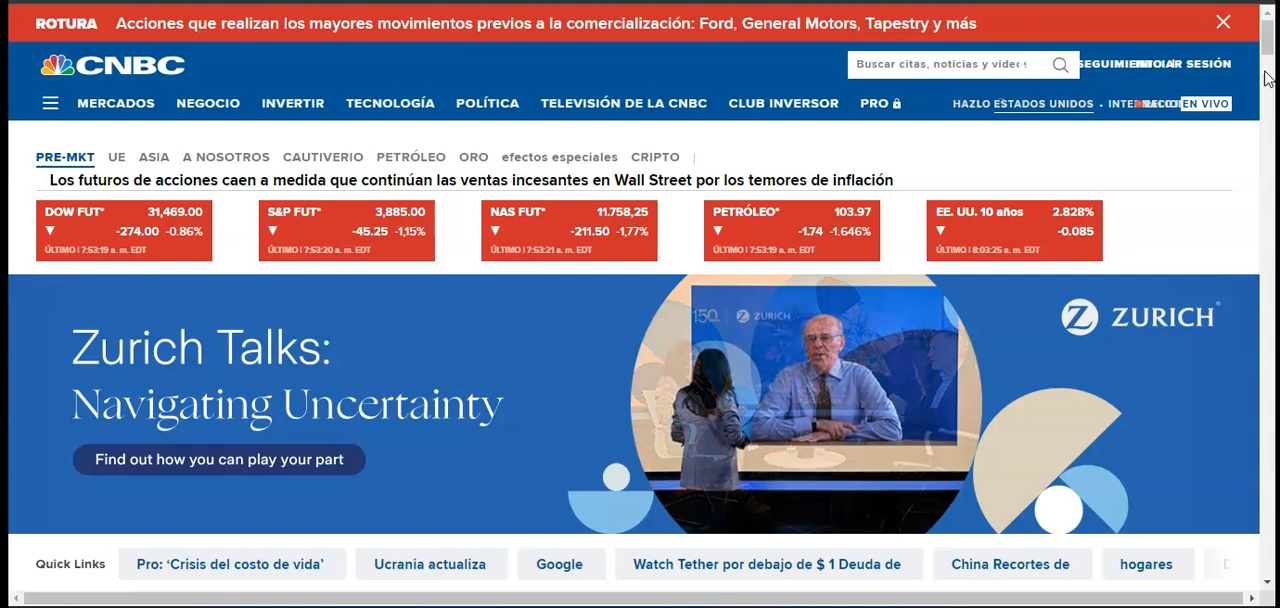 ROTURA Acciones que realizan los mayores movimientos previos a la comercialización: Ford, General Motors, Tapestry y más
CNBC
Buscar citas, noticias y video
SEGUIMIENTO
INICIAR SESIÓN
MERCADOS NEGOCIO INVERTIR TECNOLOGÍA POLÍTICA TELEVISIÓN DE LA CNBC CLUB INVERSOR PRO
HAZLO ESTADOS UNIDOS • EN VIVO
PRE-MKT UE ASIA A NOSOTROS CAUTIVERIO PETRÓLEO ORO efectos especiales CRIPTO
Los futuros de acciones caen a medida que continúan las ventas incesantes en Wall Street por los temores de inflación
DOW FUT* 31,469.00
-274.00 -0.86%
ÚLTIMO | 7:53:19 a. m. EDT
S&P FUT* 3,885.00
-45.25 -1,15%
ÚLTIMO | 7:53:20 a. m. EDT
NAS FUT* 11.758,25
-211.50 -1,77%
ÚLTIMO | 7:53:21 a. m. EDT
PETRÓLEO* 103.97
-1.74 -1.646%
ÚLTIMO | 7:53:19 a. m. EDT
EE. UU. 10 años 2.828%
-0.085
ÚLTIMO | 8:03:25 a. m. EDT
Zurich Talks:
Navigating Uncertainty
Find out how you can play your part
150 ZURICH
ZURICH
Quick Links Pro: ‘Crisis del costo de vida’ Ucrania actualiza Google Watch Tether por debajo de $ 1 Deuda de China Recortes de hogares